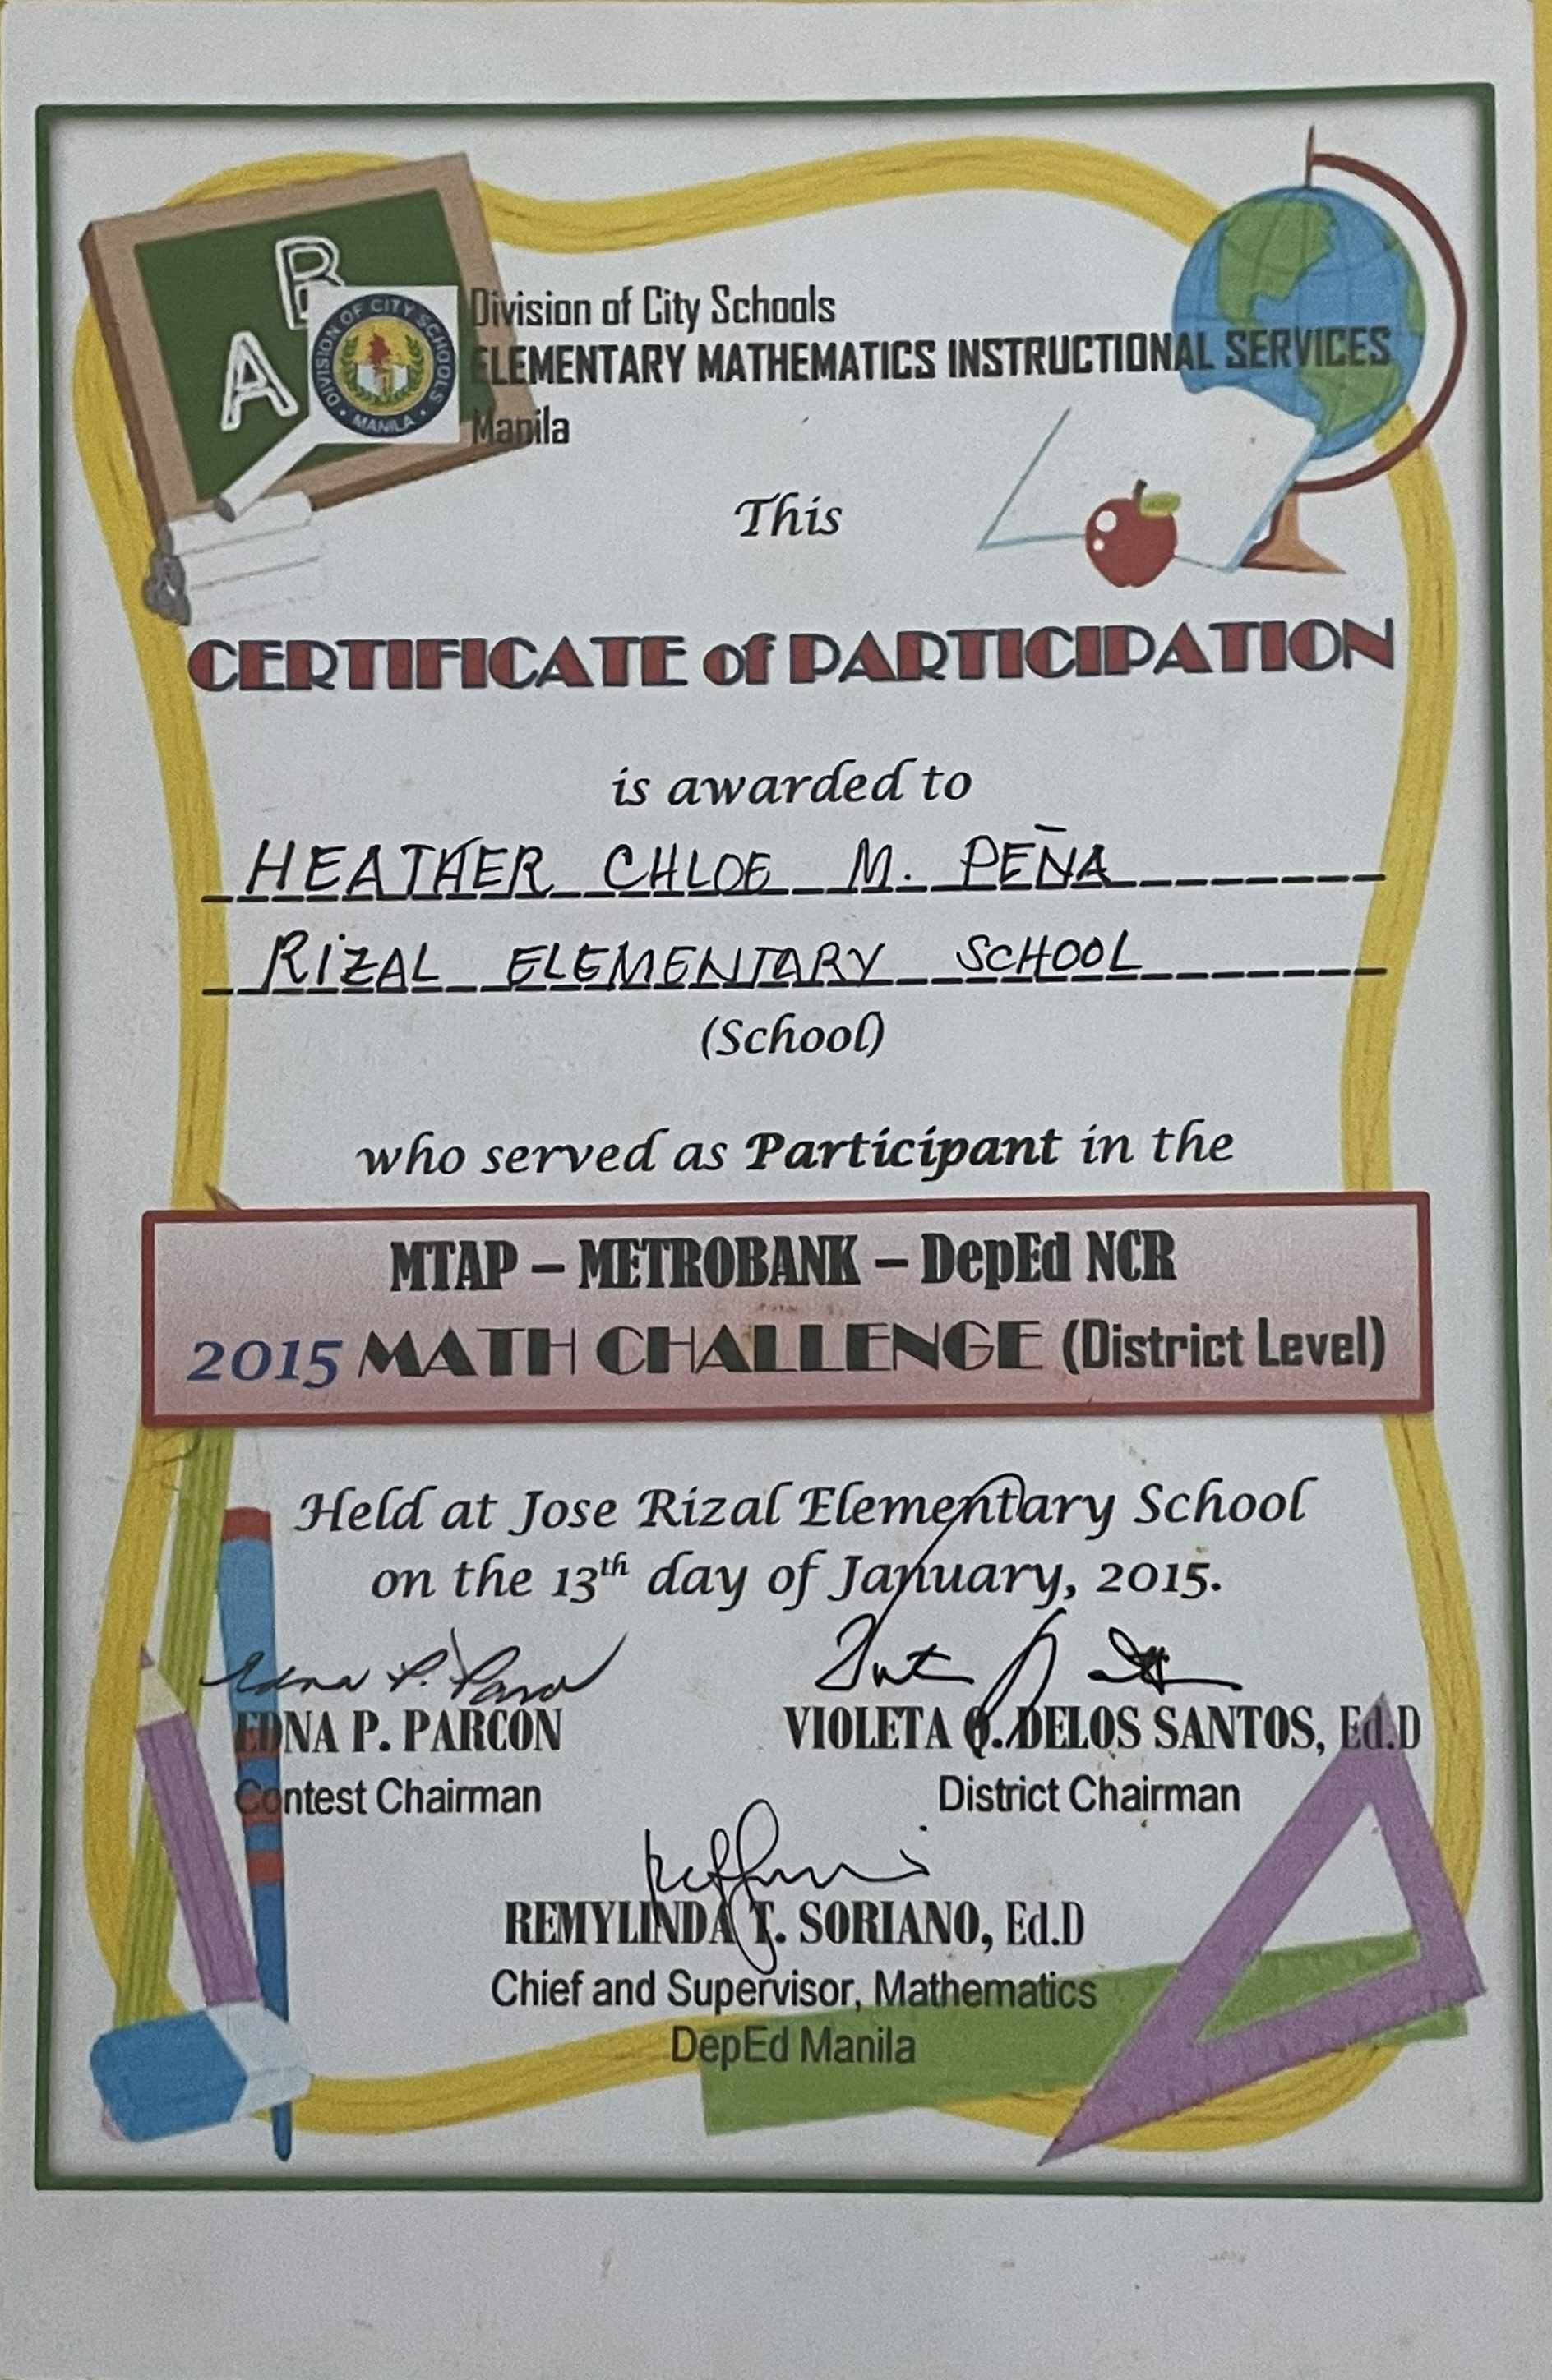 A
B
DIVISION OF CITY SCHOOLS
MANILA
Division of City Schools
ELEMENTARY MATHEMATICS INSTRUCTIONAL SERVICES
Manila
This
CERTIFICATE of PARTICIPATION
is awarded to
HEATHER CHLOE M. PEÑA
RIZAL ELEMENTARY SCHOOL
(School)
who served as Participant in the
MTAP – METROBANK – DepEd NCR
2015 MATH CHALLENGE (District Level)
Held at Jose Rizal Elementary School
on the 13th day of January, 2015.
Edna P. Parcon
EDNA P. PARCON
Contest Chairman
VIOLETA Q. DELOS SANTOS, Ed.D
District Chairman
REMYLINDA T. SORIANO, Ed.D
Chief and Supervisor, Mathematics
DepEd Manila